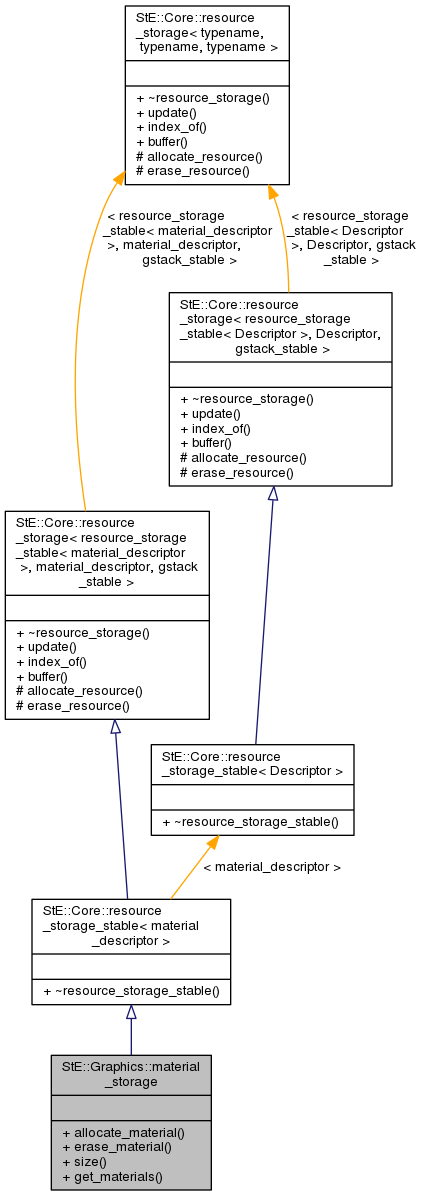 StE::Core::resource
_storage< typename,
typename, typename >
+ ~resource_storage()
+ update()
+ index_of()
+ buffer()
# allocate_resource()
# erase_resource()
< resource_storage
_stable< material_descriptor
>, material_descriptor,
gstack_stable >
< resource_storage
_stable< Descriptor
>, Descriptor, gstack
_stable >
StE::Core::resource
_storage< resource_storage
_stable< Descriptor >, Descriptor,
gstack_stable >
+ ~resource_storage()
+ update()
+ index_of()
+ buffer()
# allocate_resource()
# erase_resource()
StE::Core::resource
_storage< resource_storage
_stable< material_descriptor
>, material_descriptor, gstack
_stable >
+ ~resource_storage()
+ update()
+ index_of()
+ buffer()
# allocate_resource()
# erase_resource()
StE::Core::resource
_storage_stable< Descriptor >
+ ~resource_storage_stable()
< material_descriptor >
StE::Core::resource
_storage_stable< material
_descriptor >
+ ~resource_storage_stable()
StE::Graphics::material
_storage
+ allocate_material()
+ erase_material()
+ size()
+ get_materials()